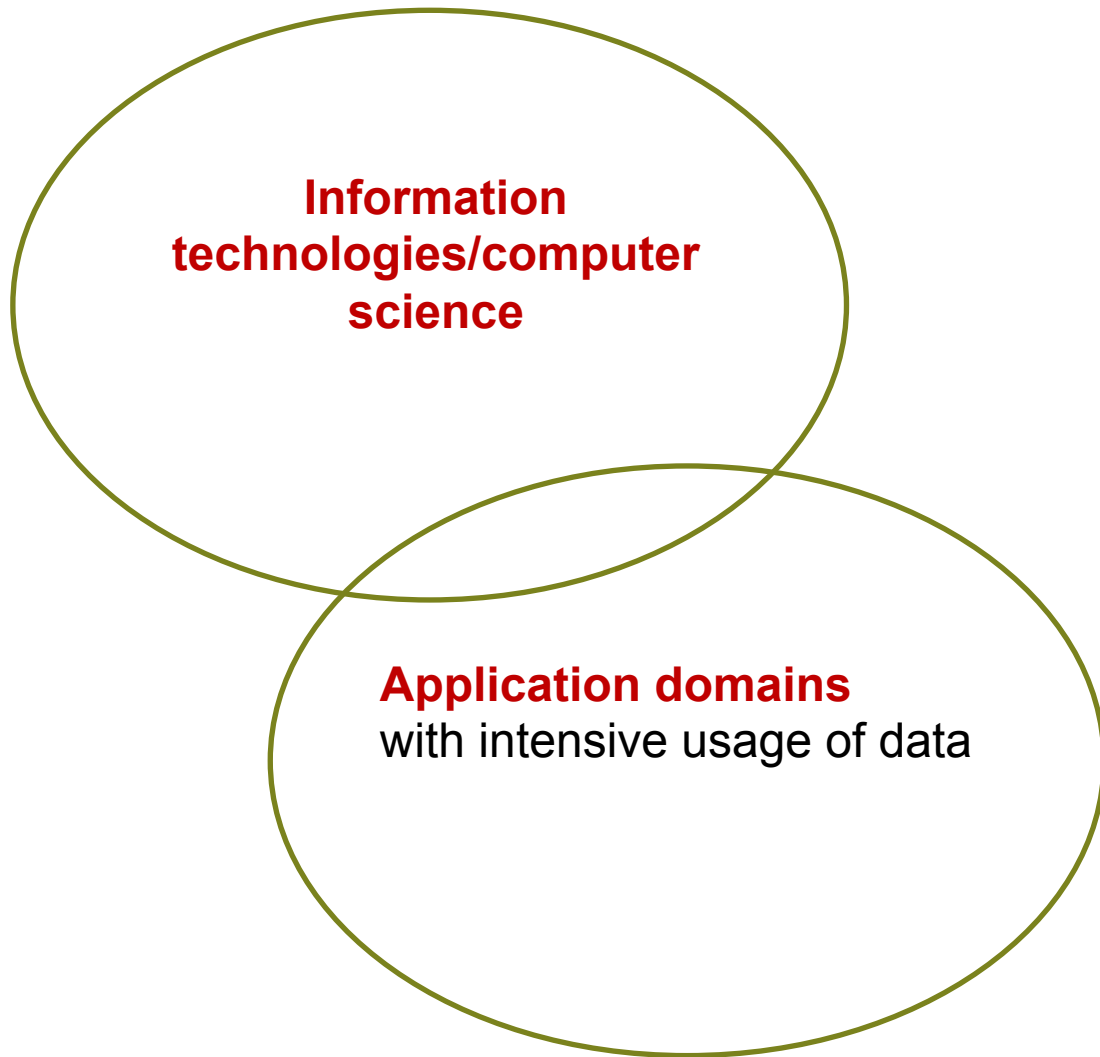 Information
technologies/computer
science
Application domains
with intensive usage of data